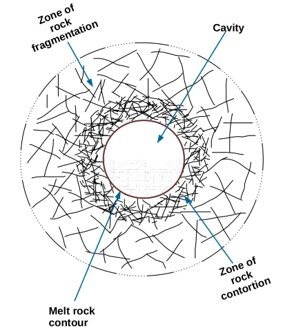 Zone of
rock
fragmentation
Cavity
Zone of
rock
contortion
Melt rock
contour